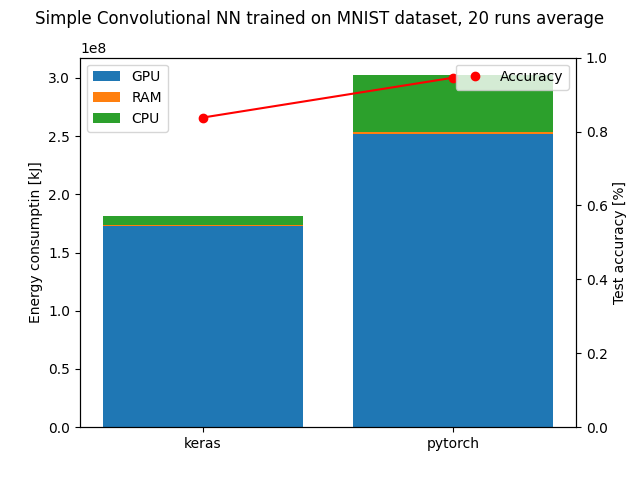 Simple Convolutional NN trained on MNIST dataset, 20 runs average
1e8
GPU
RAM
CPU
Accuracy
3.0
2.5
2.0
1.5
1.0
0.5
0.0
Energy consumptin [kJ]
1.0
0.8
0.6
0.4
0.2
0.0
Test accuracy [%]
keras
pytorch